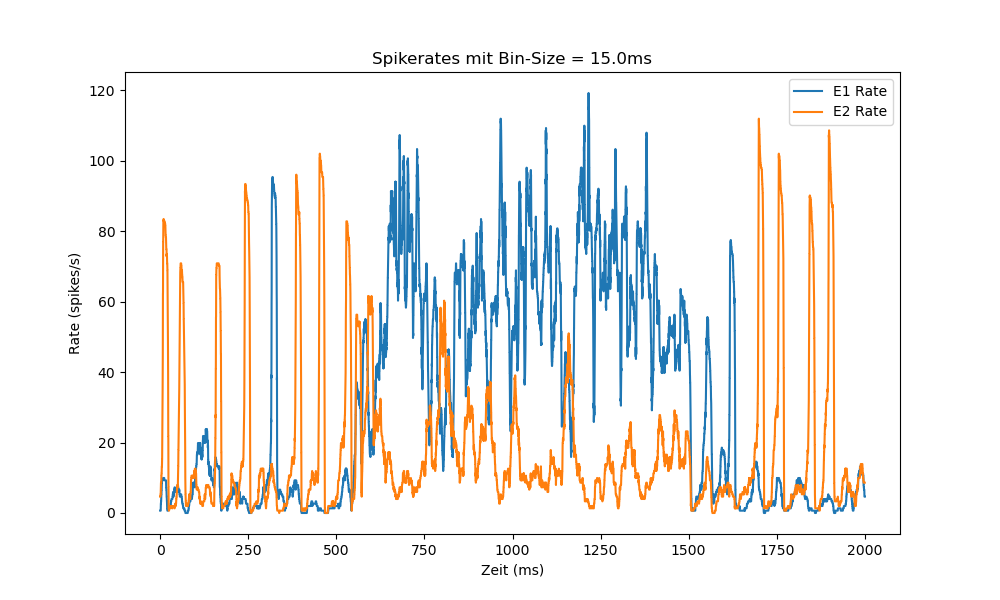 Spikerates mit Bin-Size = 15.0ms
E1 Rate
E2 Rate
Rate (spikes/s)
120
100
80
60
40
20
0
0 250 500 750 1000 1250 1500 1750 2000
Zeit (ms)